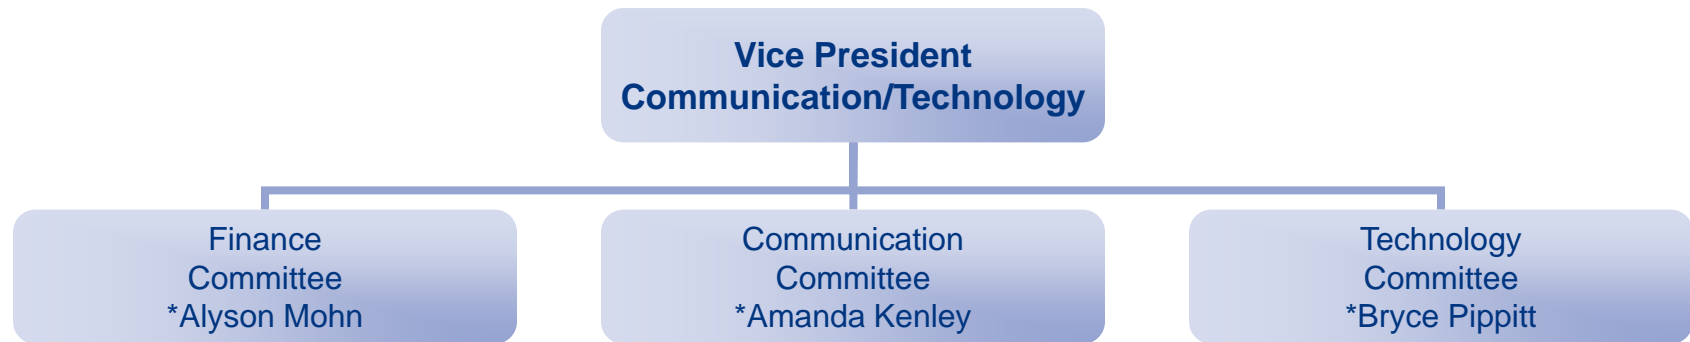 Vice President
Communication/Technology
Finance
Committee
*Alyson Mohn
Communication
Committee
*Amanda Kenley
Technology
Committee
*Bryce Pippitt